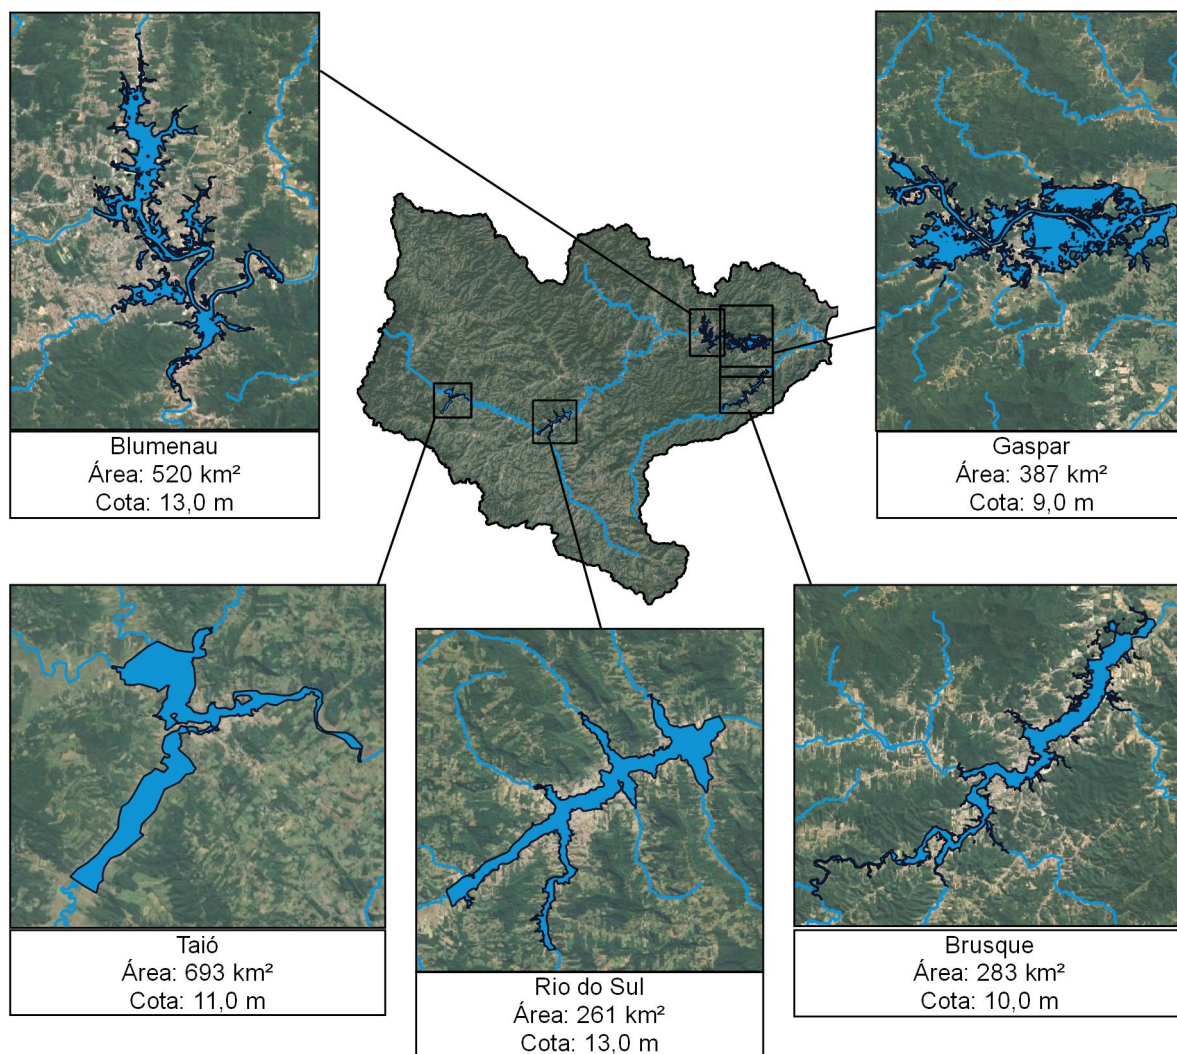 Blumenau
Área: 520 km²
Cota: 13,0 m
Gaspar
Área: 387 km²
Cota: 9,0 m
Taió
Área: 693 km²
Cota: 11,0 m
Rio do Sul
Área: 261 km²
Cota: 13,0 m
Brusque
Área: 283 km²
Cota: 10,0 m